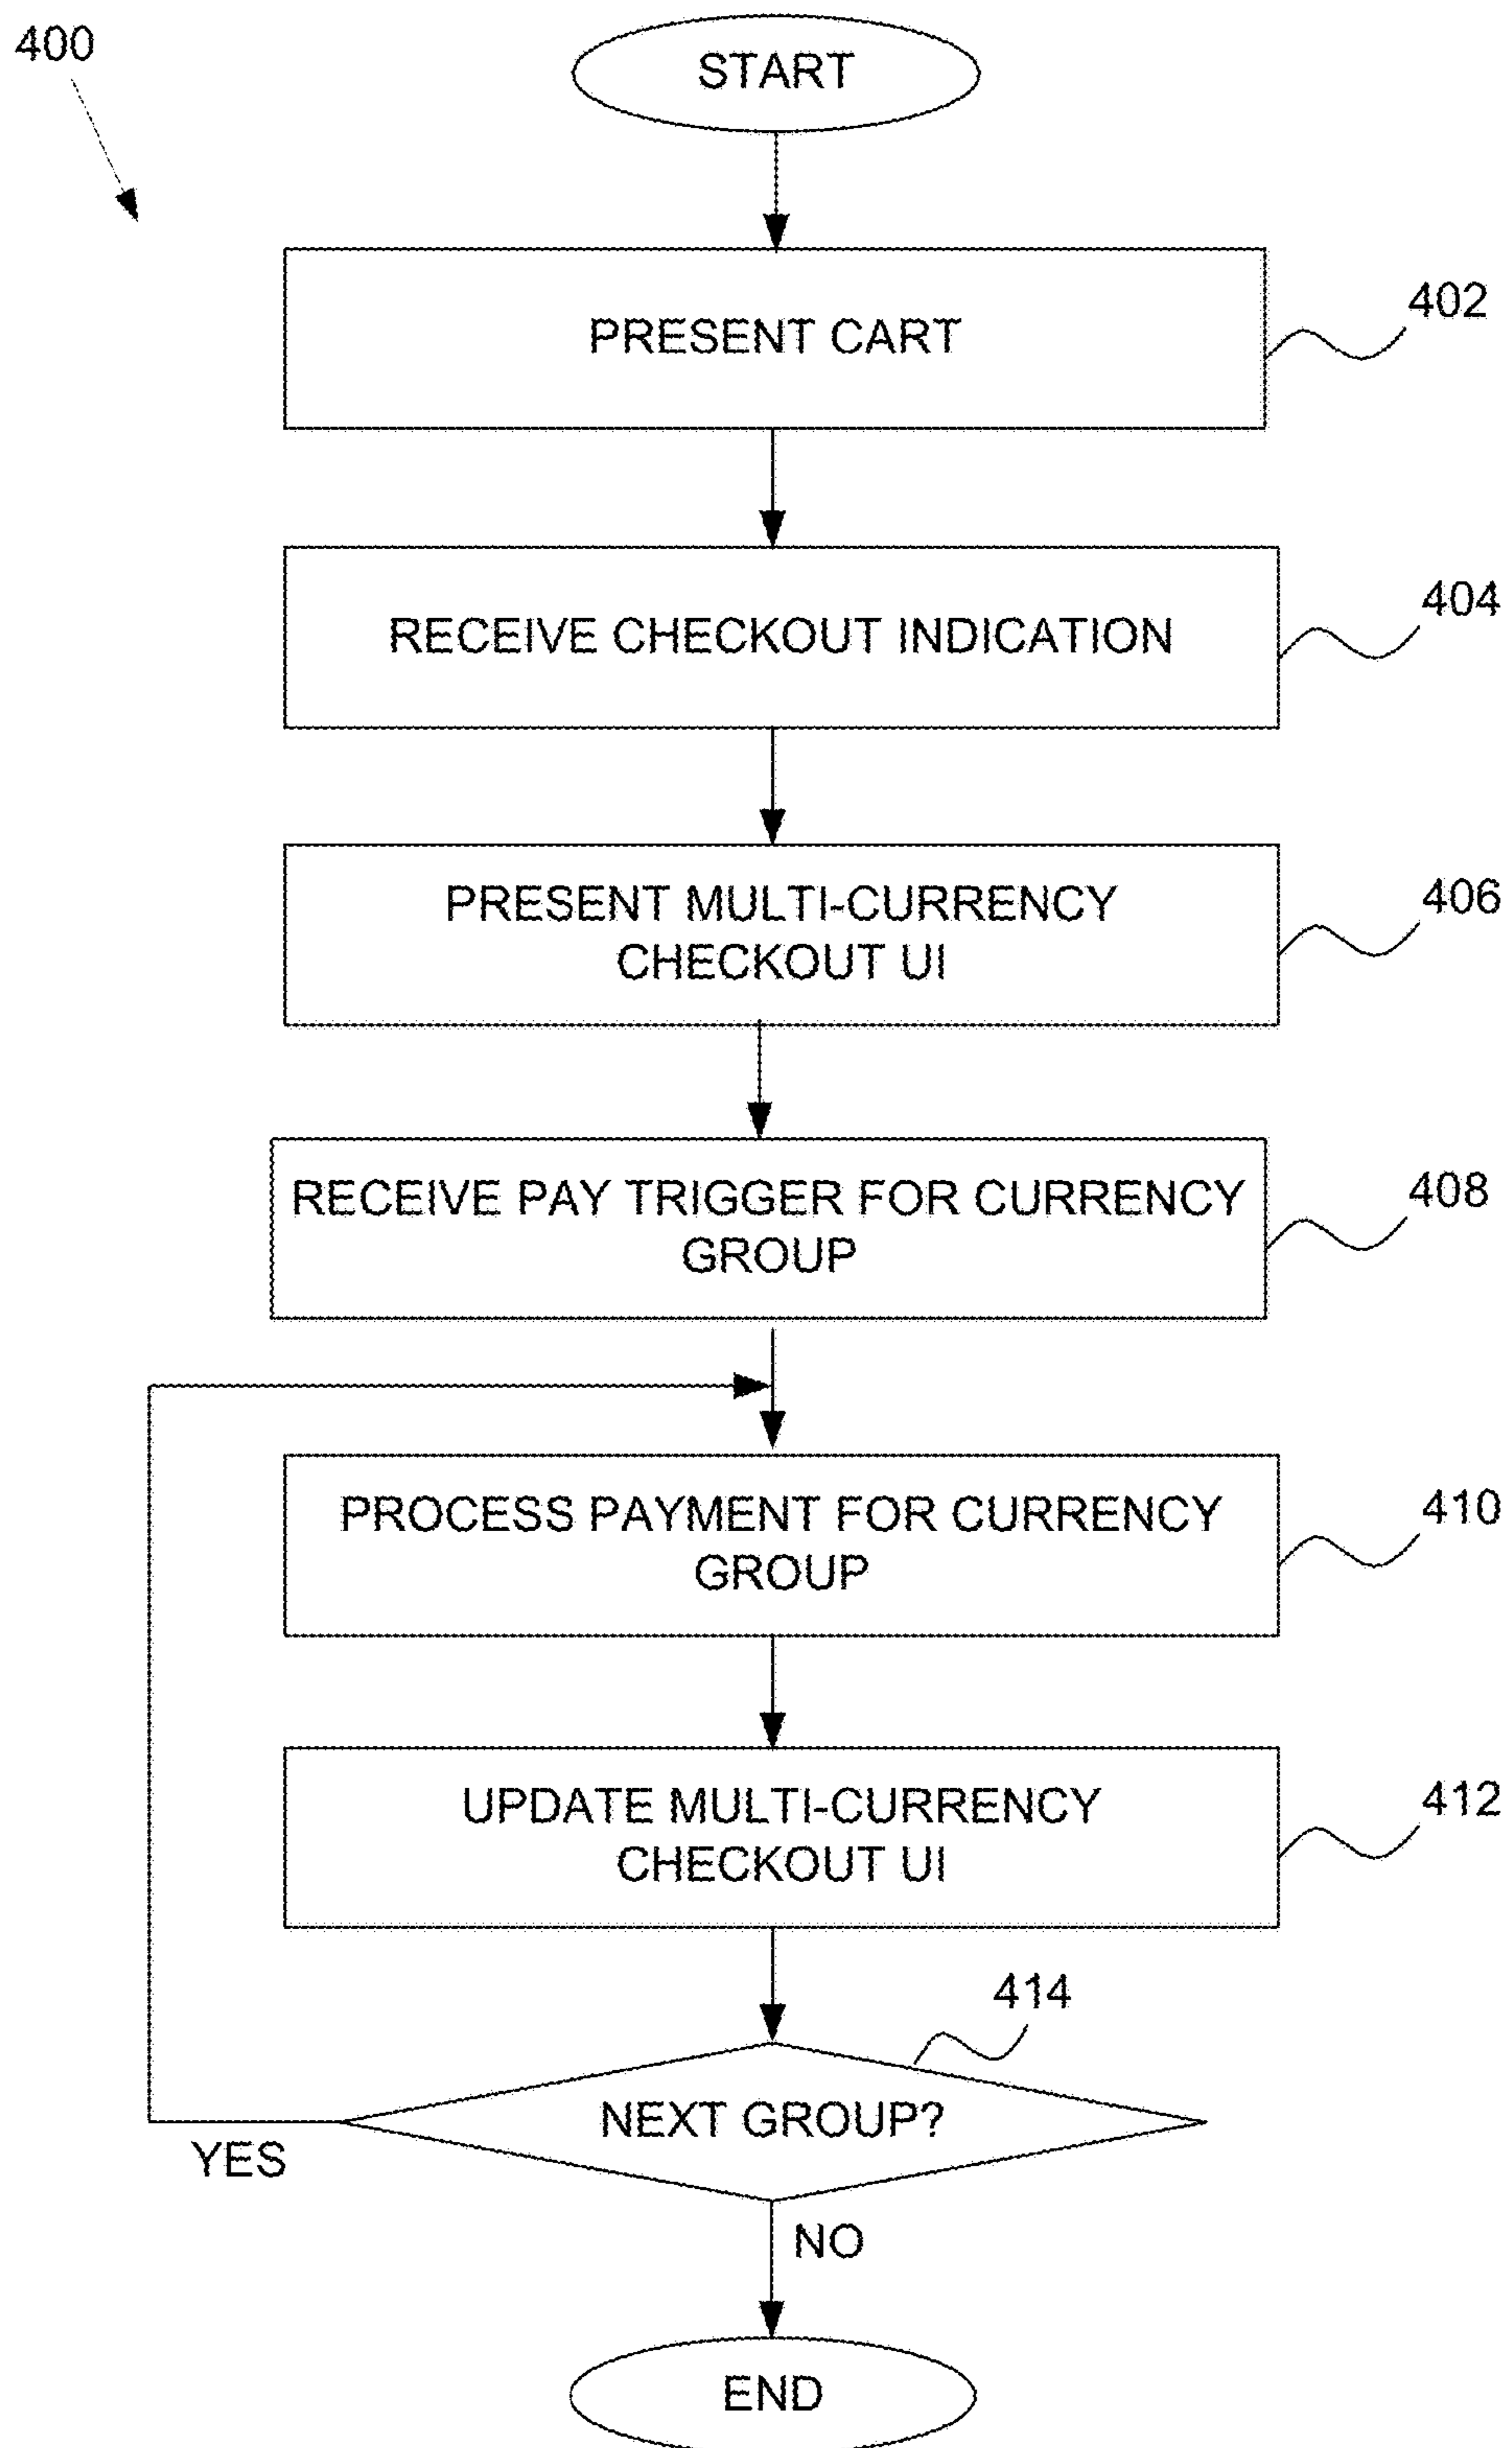 400
START
PRESENT CART
402
RECEIVE CHECKOUT INDICATION
404
PRESENT MULTI-CURRENCY
CHECKOUT UI
406
RECEIVE PAY TRIGGER FOR CURRENCY
GROUP
408
PROCESS PAYMENT FOR CURRENCY
GROUP
410
UPDATE MULTI-CURRENCY
CHECKOUT UI
412
414
NEXT GROUP?
YES
NO
END